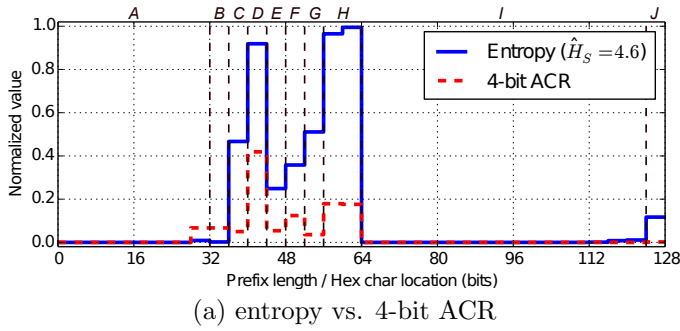 A B C D E F G H I J
1.0
0.8
0.6
0.4
0.2
0.0
Normalized value
Entropy (Ĥ_S=4.6)
4-bit ACR
0 16 32 48 64 80 96 112 128
Prefix length / Hex char location (bits)
(a) entropy vs. 4-bit ACR